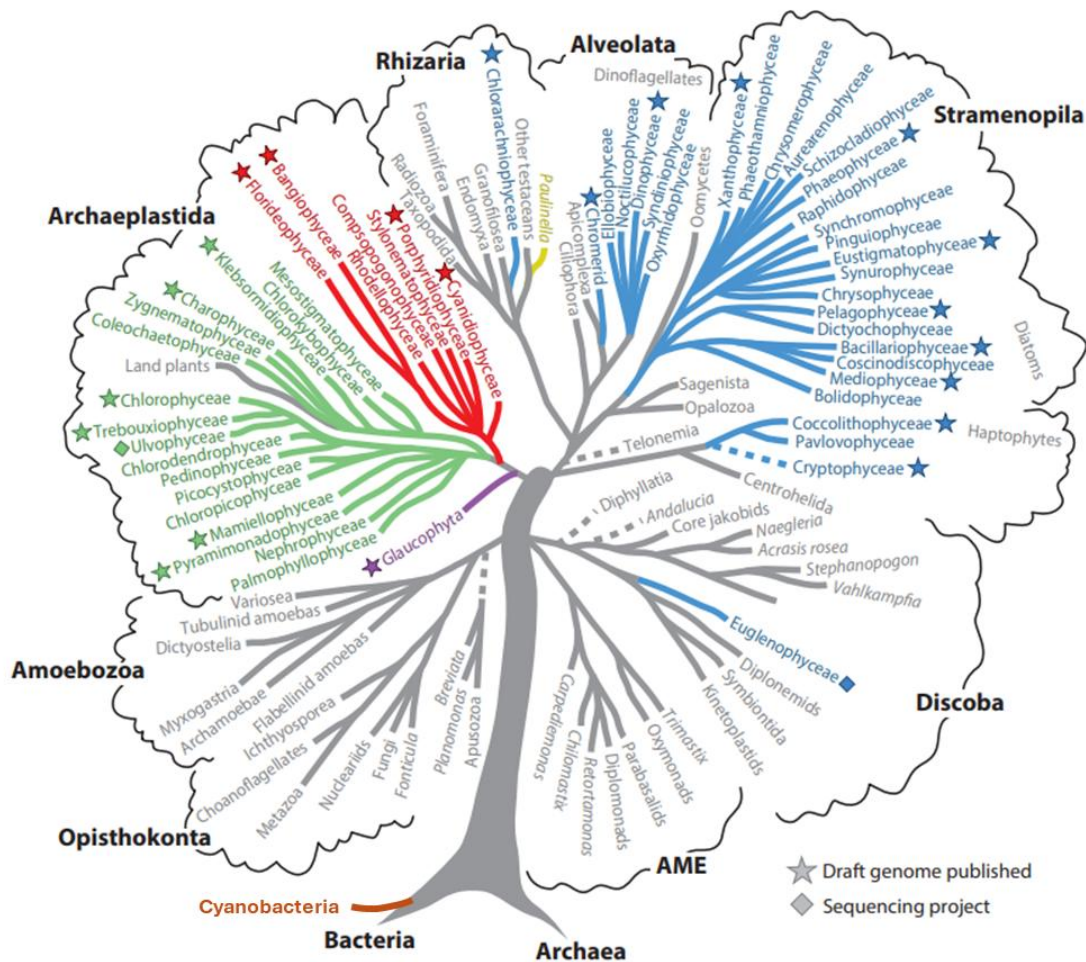 Alveolata
Rhizaria
Dinoflagellates
Stramenopila
Archaeplastida
Florideophyceae
Bangiophyceae
Rhodellophyceae
Compsopogonophyceae
Stylonematophyceae
Porphyridiophyceae
Cyanidiophyceae
Taxopodida
Radiozoa
Foraminifera
Endomyxa
Granofilosea
Chlorarachniophyceae
Other testaceans
Paulinella
Ciliophora
Apicomplexa
Chromerid
Ellobiophyceae
Noctilucophyceae
Dinophyceae
Syndiniophyceae
Oxyrrhidophyceae
Oomycetes
Xanthophyceae
Phaeothamniophyceae
Chrysomerophyceae
Aurearenophyceae
Schizocladiophyceae
Phaeophyceae
Raphidophyceae
Synchromophyceae
Pinguiophyceae
Eustigmatophyceae
Synurophyceae
Chrysophyceae
Pelagophyceae
Dictyochophyceae
Bacillariophyceae
Coscinodiscophyceae
Mediophyceae
Bolidophyceae
Diatoms
Sagenista
Opalozoa
Telonemia
Coccolithophyceae
Pavlovophyceae
Haptophytes
Cryptophyceae
Centrohelida
Mesostigmatophyceae
Chlorokybophyceae
Klebsormidiophyceae
Charophyceae
Zygnematophyceae
Coleochaetophyceae
Land plants
Chlorophyceae
Trebouxiophyceae
Ulvophyceae
Chlorodendrophyceae
Pedinophyceae
Picocystophyceae
Chloropicophyceae
Mamiellophyceae
Pyramimonadophyceae
Nephrophyceae
Palmophyllophyceae
Glaucophyta
Diphyllatia
Andalucia
Core jakobids
Naegleria
Acrasis rosea
Stephanopogon
Vahlkampfia
Euglenophyceae
Diplonemids
Symbiontida
Kinetoplastids
Discoba
Variosea
Tubulinid amoebas
Dictyostelia
Amoebozoa
Myxogastria
Archamoebae
Flabellinid amoebas
Ichthyosporea
Choanoflagellates
Metazoa
Nucleariids
Fungi
Fonticula
Opisthokonta
Breviata
Planomonas
Apusozoa
Carpediemonas
Chilomastix
Retortamonas
Diplomonads
Parabasalids
Oxymonads
Trimastix
AME
Draft genome published
Sequencing project
Cyanobacteria
Bacteria
Archaea